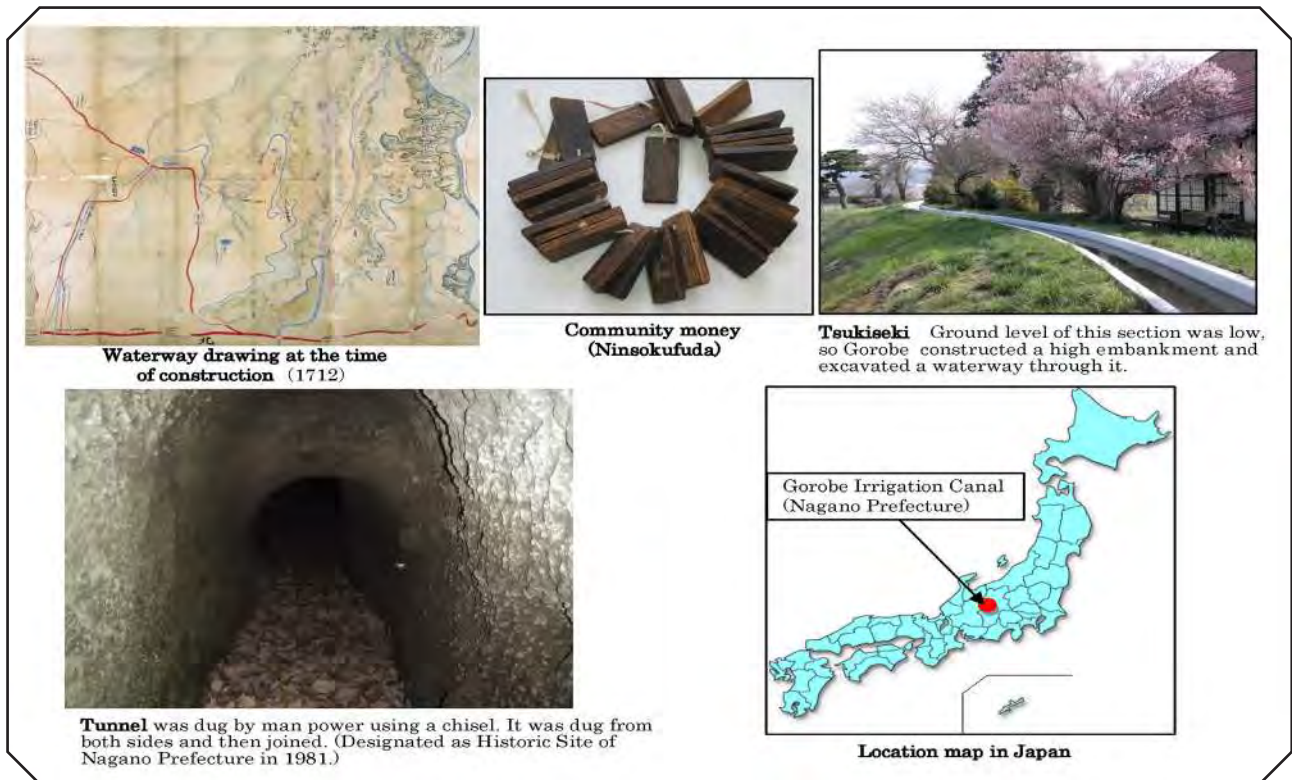 Waterway drawing at the time
of construction (1712)
Community money
(Ninsokufuda)
Tsukiseki Ground level of this section was low,
so Gorobe constructed a high embankment and
excavated a waterway through it.
Tunnel was dug by man power using a chisel. It was dug from
both sides and then joined. (Designated as Historic Site of
Nagano Prefecture in 1981.)
Gorobe Irrigation Canal
(Nagano Prefecture)
Location map in Japan